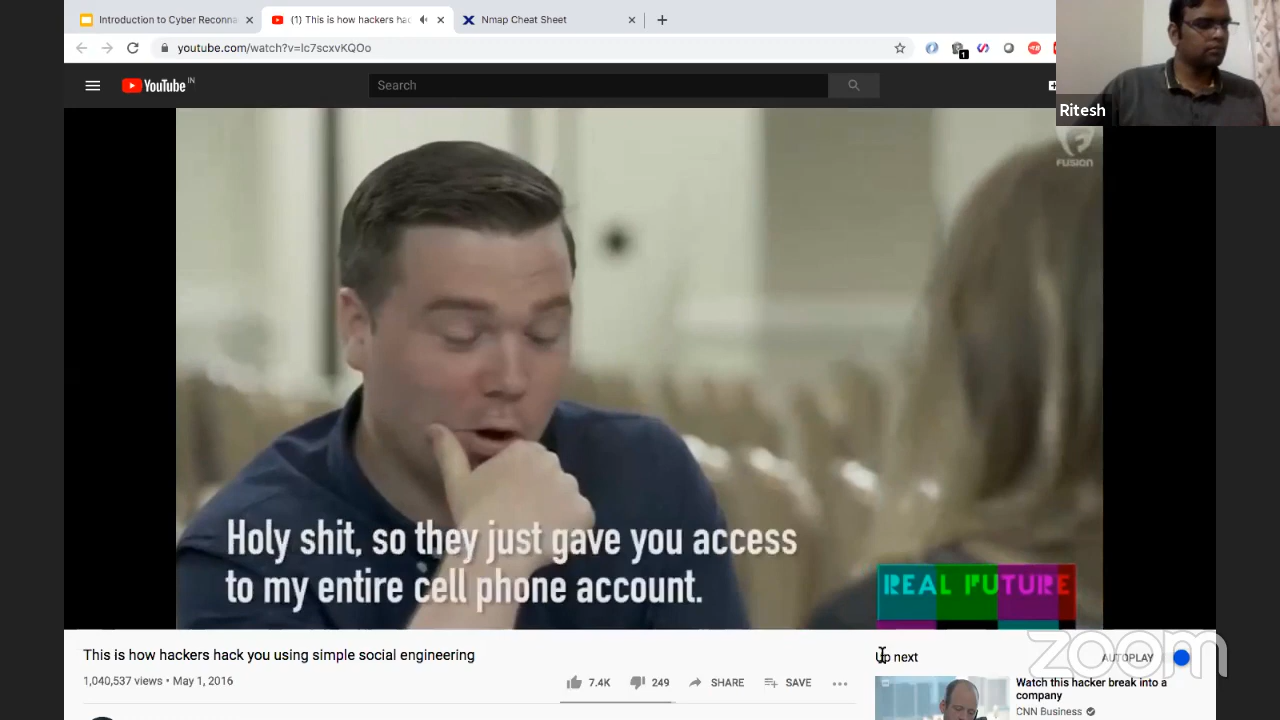 Introduction to Cyber Reconna
(1) This is how hackers hac
Nmap Cheat Sheet
youtube.com/watch?v=lc7scxvKQOo
1
YouTube IN
Search
Ritesh
FUSION
Holy shit, so they just gave you access
to my entire cell phone account.
REAL FUTURE
This is how hackers hack you using simple social engineering
1,040,537 views • May 1, 2016
7.4K
249
SHARE
SAVE
Up next
AUTOPLAY
zoom
Watch this hacker break into a
company
CNN Business